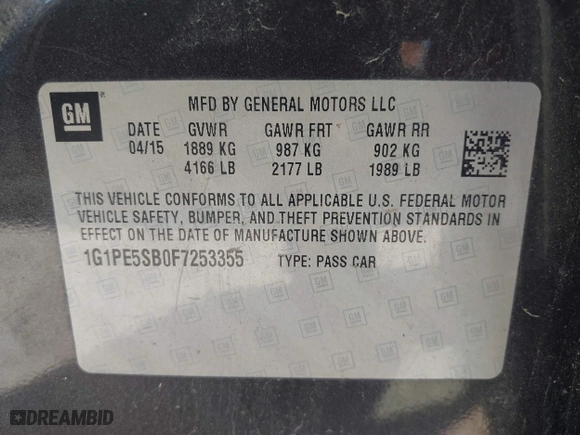 GM
MFD BY GENERAL MOTORS LLC
DATE GVWR GAWR FRT GAWR RR
04/15 1889 KG 987 KG 902 KG
4166 LB 2177 LB 1989 LB
THIS VEHICLE CONFORMS TO ALL APPLICABLE U.S. FEDERAL MOTOR
VEHICLE SAFETY, BUMPER, AND THEFT PREVENTION STANDARDS IN
EFFECT ON THE DATE OF MANUFACTURE SHOWN ABOVE.
1G1PE5SB0F7253355 TYPE: PASS CAR
DREAMBID